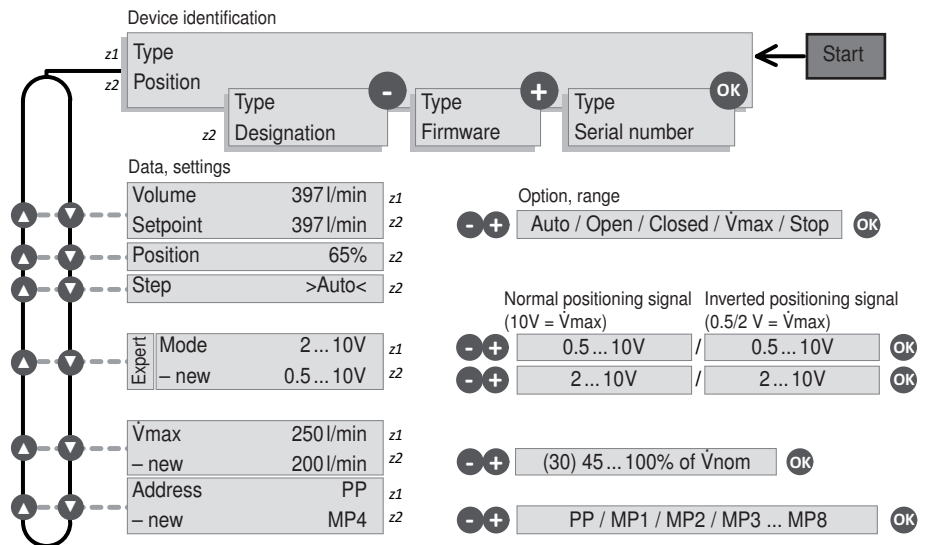 Device identification
z1 Type
z2 Position
Start
Type - Type + Type OK
z2 Designation Firmware Serial number
Data, settings
Volume 397 l/min z1
Setpoint 397 l/min z2
Option, range
- + Auto / Open / Closed / V̇max / Stop OK
Position 65% z2
Step >Auto< z2
Normal positioning signal Inverted positioning signal
(10V = V̇max) (0.5/2 V = V̇max)
Expert
Mode 2 ... 10V z1
- + 0.5 ... 10V / 0.5 ... 10V OK
– new 0.5 ... 10V z2
- + 2 ... 10V / 2 ... 10V OK
V̇max 250 l/min z1
– new 200 l/min z2
- + (30) 45 ... 100% of V̇nom OK
Address PP z1
– new MP4 z2
- + PP / MP1 / MP2 / MP3 ... MP8 OK